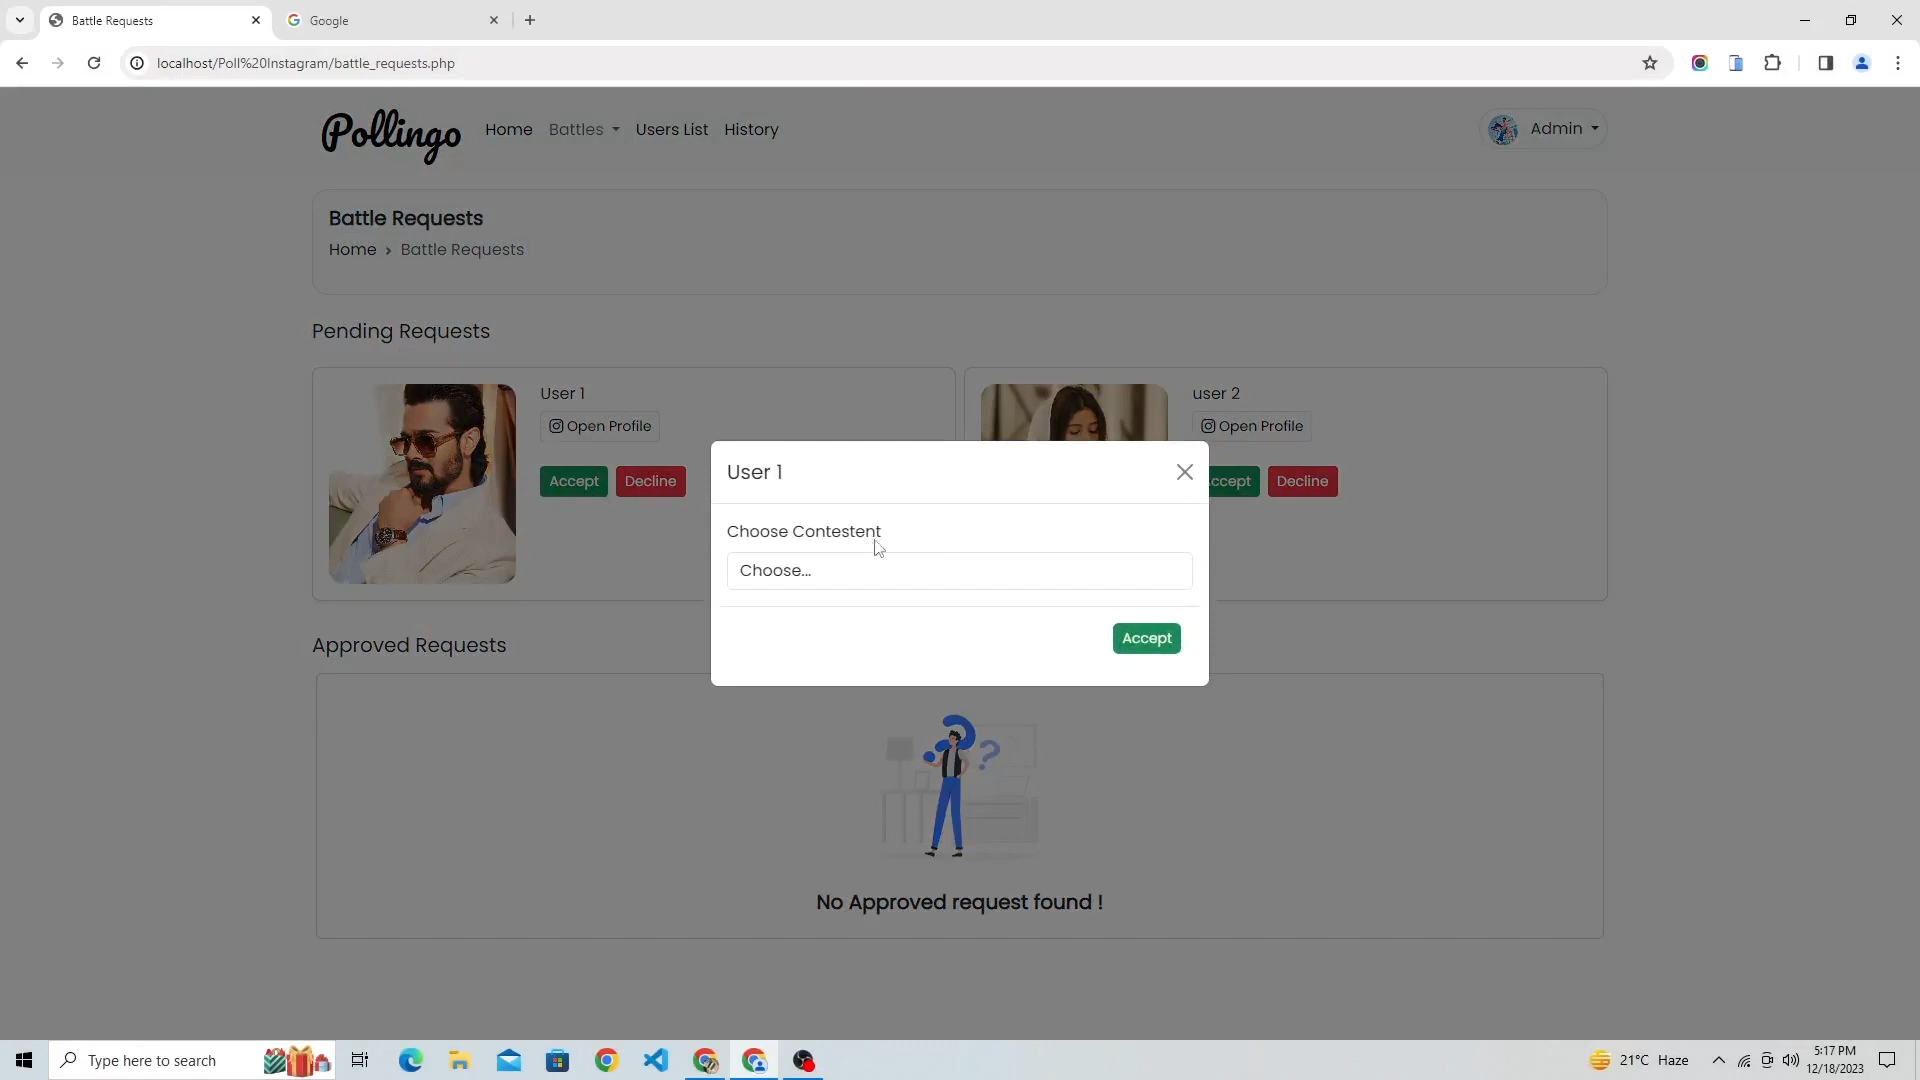 Battle Requests
Google
localhost/Poll%20Instagram/battle_requests.php
Pollingo
Home
Battles
Users List
History
Admin
Battle Requests
Home › Battle Requests
Pending Requests
User 1
Open Profile
Accept
Decline
user 2
Open Profile
ccept
Decline
User 1
Choose Contestent
Choose...
Accept
Approved Requests
No Approved request found !
Type here to search
21°C Haze
5:17 PM
12/18/2023